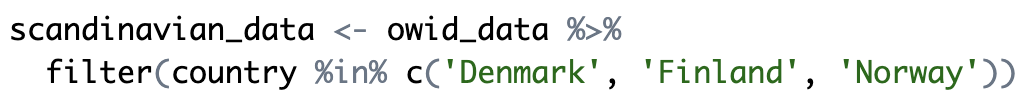 scandinavian_data <- owid_data %>%
  filter(country %in% c('Denmark', 'Finland', 'Norway'))